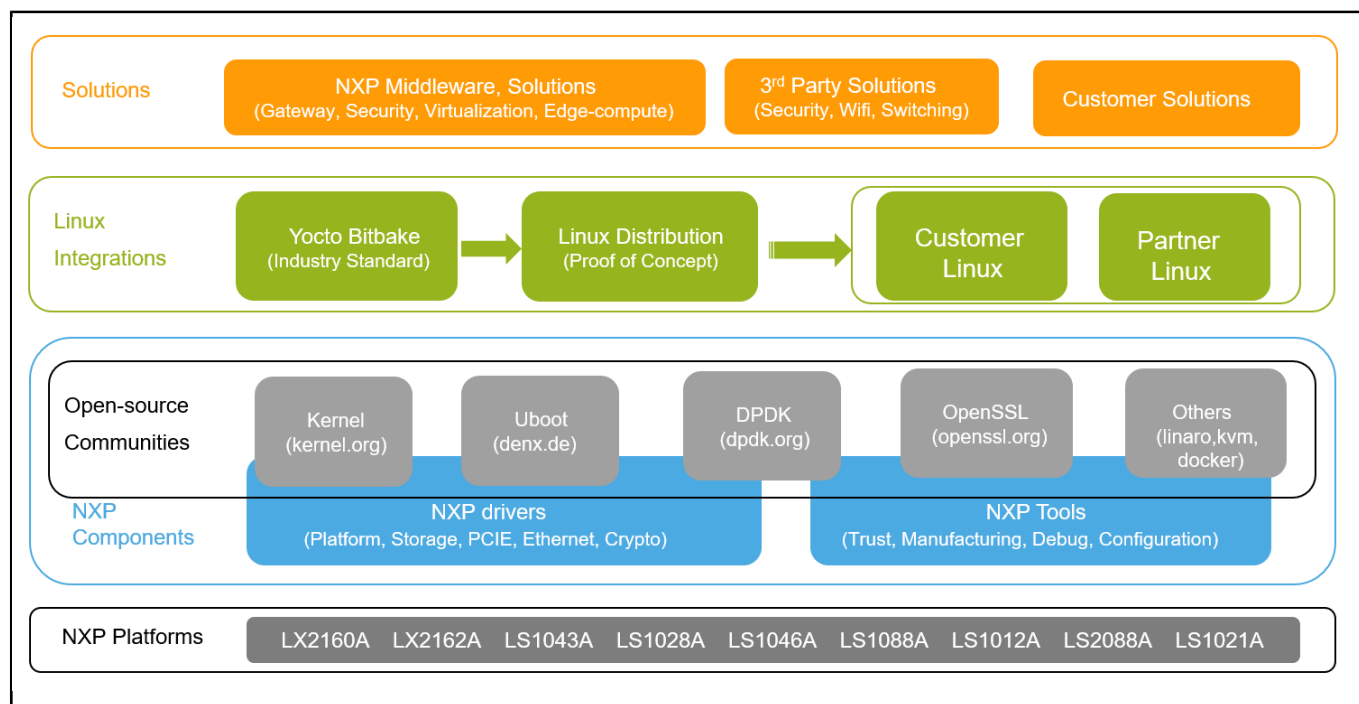 Solutions
NXP Middleware, Solutions
(Gateway, Security, Virtualization, Edge-compute)
3rd Party Solutions
(Security, Wifi, Switching)
Customer Solutions
Linux
Integrations
Yocto Bitbake
(Industry Standard)
Linux Distribution
(Proof of Concept)
Customer
Linux
Partner
Linux
Open-source
Communities
Kernel
(kernel.org)
Uboot
(denx.de)
DPDK
(dpdk.org)
OpenSSL
(openssl.org)
Others
(linaro,kvm,
docker)
NXP
Components
NXP drivers
(Platform, Storage, PCIE, Ethernet, Crypto)
NXP Tools
(Trust, Manufacturing, Debug, Configuration)
NXP Platforms
LX2160A LX2162A LS1043A LS1028A LS1046A LS1088A LS1012A LS2088A LS1021A